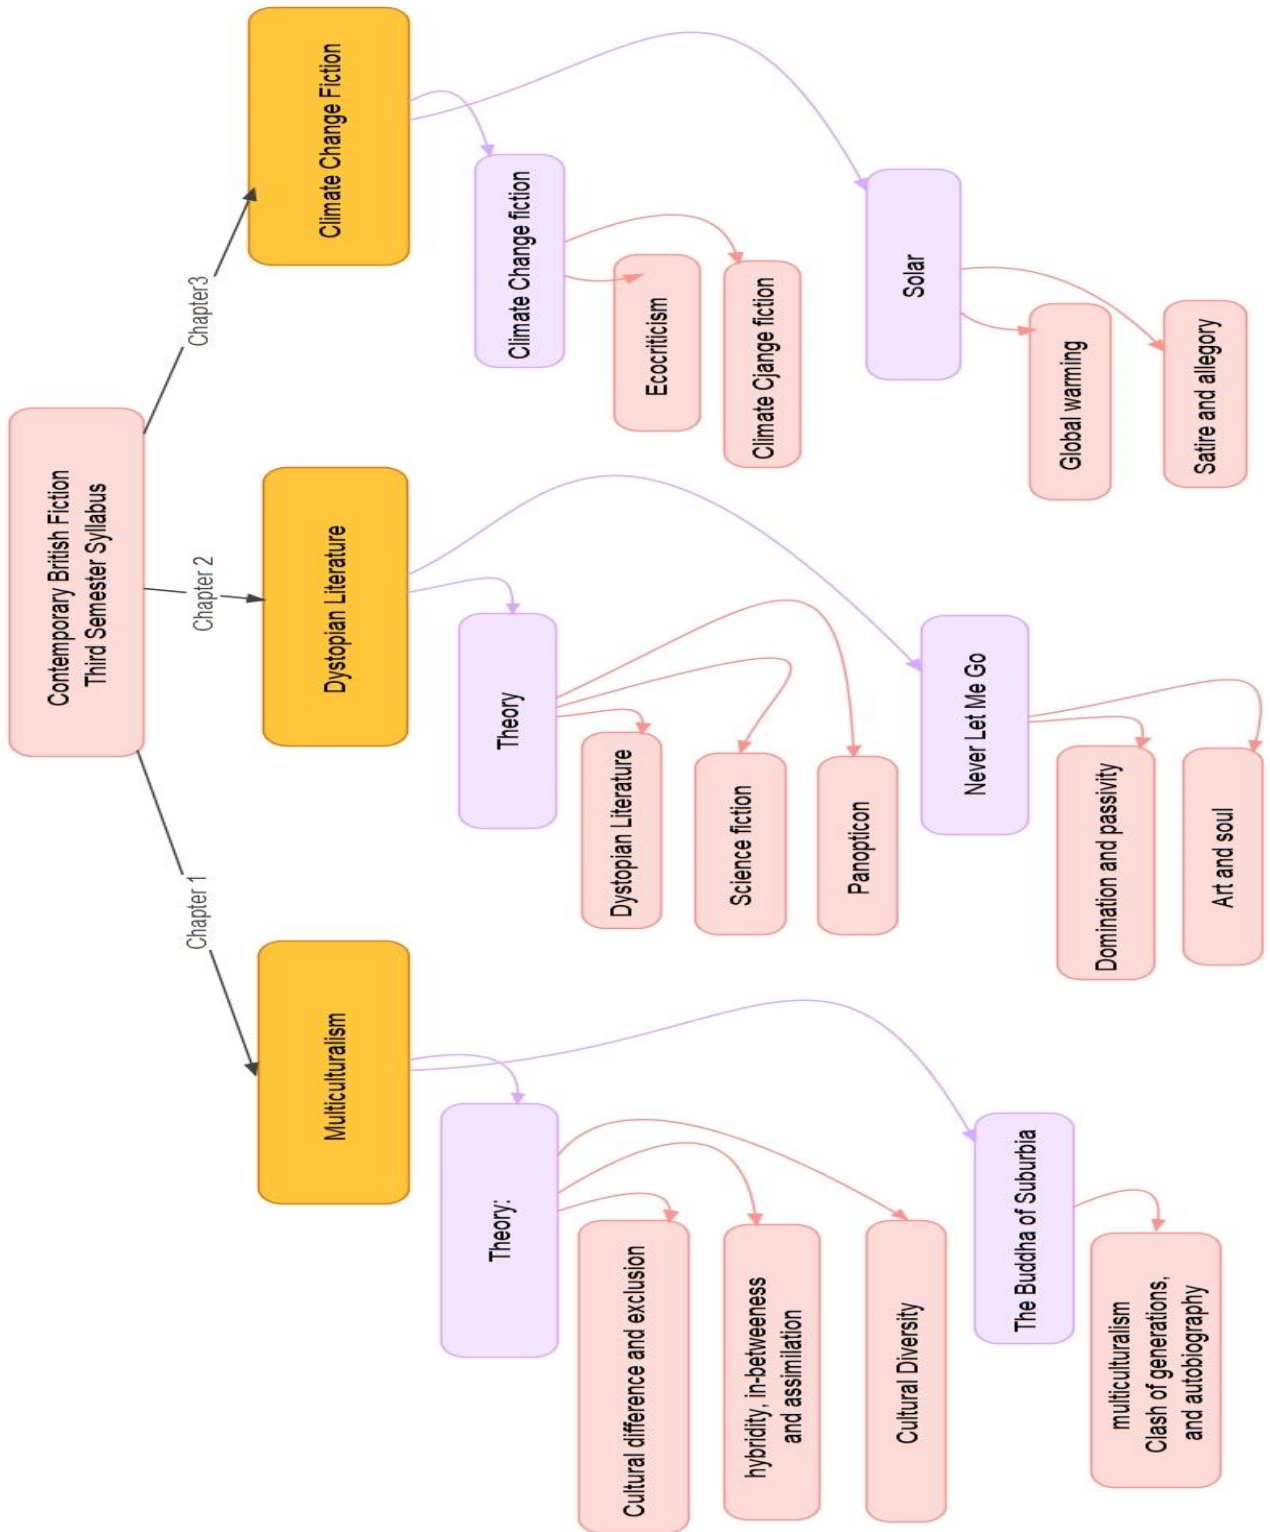 Contemporary British Fiction
Third Semester Syllabus
Chapter 1
Chapter 2
Chapter3
Multiculturalism
Theory:
Cultural difference and exclusion
hybridity, in-betweeness
and assimilation
Cultural Diversity
The Buddha of Suburbia
multiculturalism
Clash of generations,
and autobiography
Dystopian Literature
Theory
Dystopian Literature
Science fiction
Panopticon
Never Let Me Go
Domination and passivity
Art and soul
Climate Change Fiction
Climate Change fiction
Ecocriticism
Climate Cjange fiction
Solar
Global warming
Satire and allegory